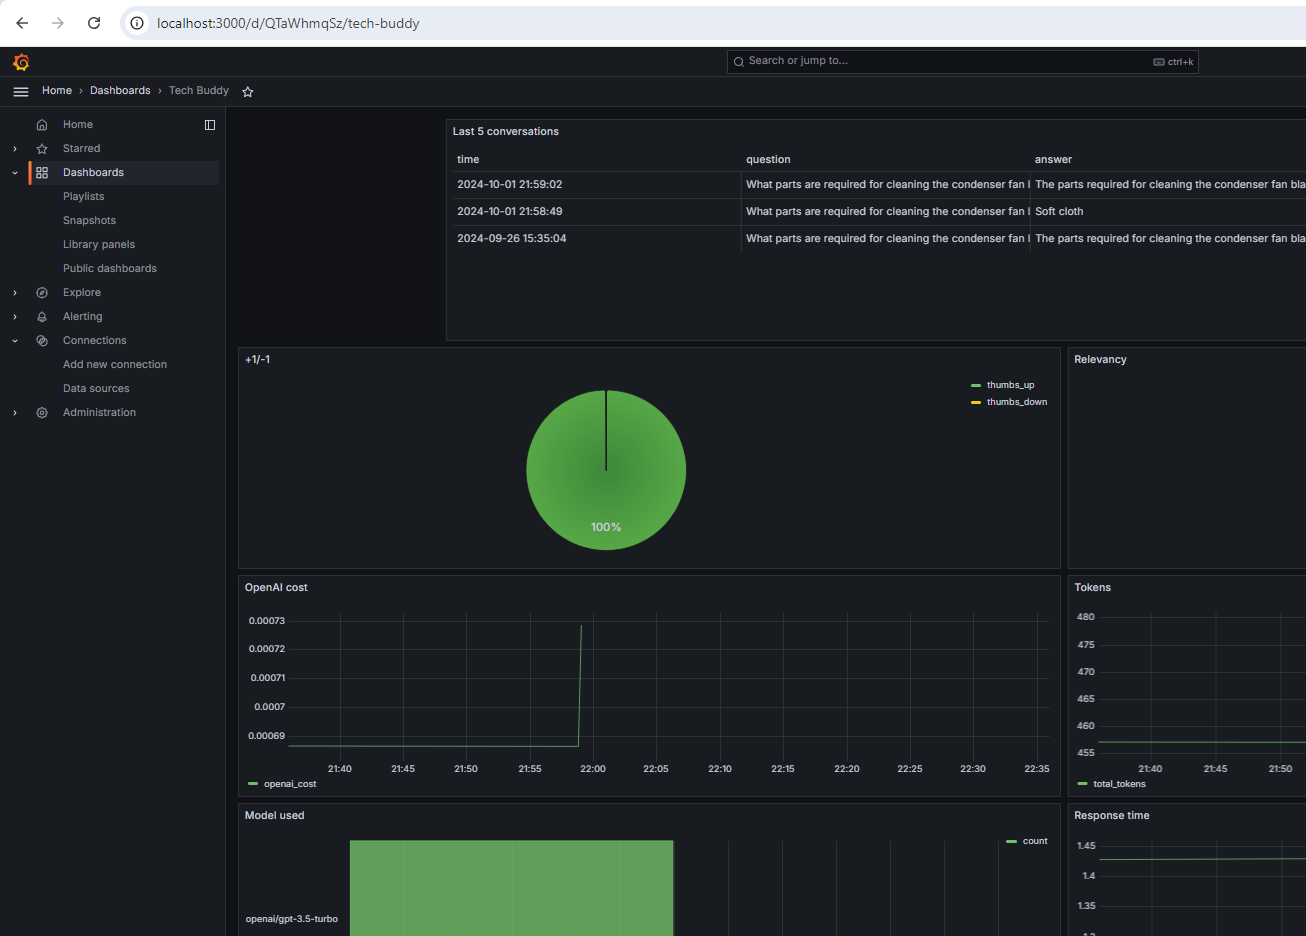 localhost:3000/d/QTaWhmqSz/tech-buddy
Search or jump to...
ctrl+k
Home › Dashboards › Tech Buddy
Home
Starred
Dashboards
Playlists
Snapshots
Library panels
Public dashboards
Explore
Alerting
Connections
Add new connection
Data sources
Administration
Last 5 conversations
time question answer
2024-10-01 21:59:02 What parts are required for cleaning the condenser fan The parts required for cleaning the condenser fan bla
2024-10-01 21:58:49 What parts are required for cleaning the condenser fan Soft cloth
2024-09-26 15:35:04 What parts are required for cleaning the condenser fan The parts required for cleaning the condenser fan bla
+1/-1
thumbs_up
thumbs_down
100%
Relevancy
OpenAI cost
0.00073
0.00072
0.00071
0.0007
0.00069
21:40 21:45 21:50 21:55 22:00 22:05 22:10 22:15 22:20 22:25 22:30 22:35
openai_cost
Tokens
480
475
470
465
460
455
21:40 21:45 21:50
total_tokens
Model used
count
openai/gpt-3.5-turbo
Response time
1.45
1.4
1.35